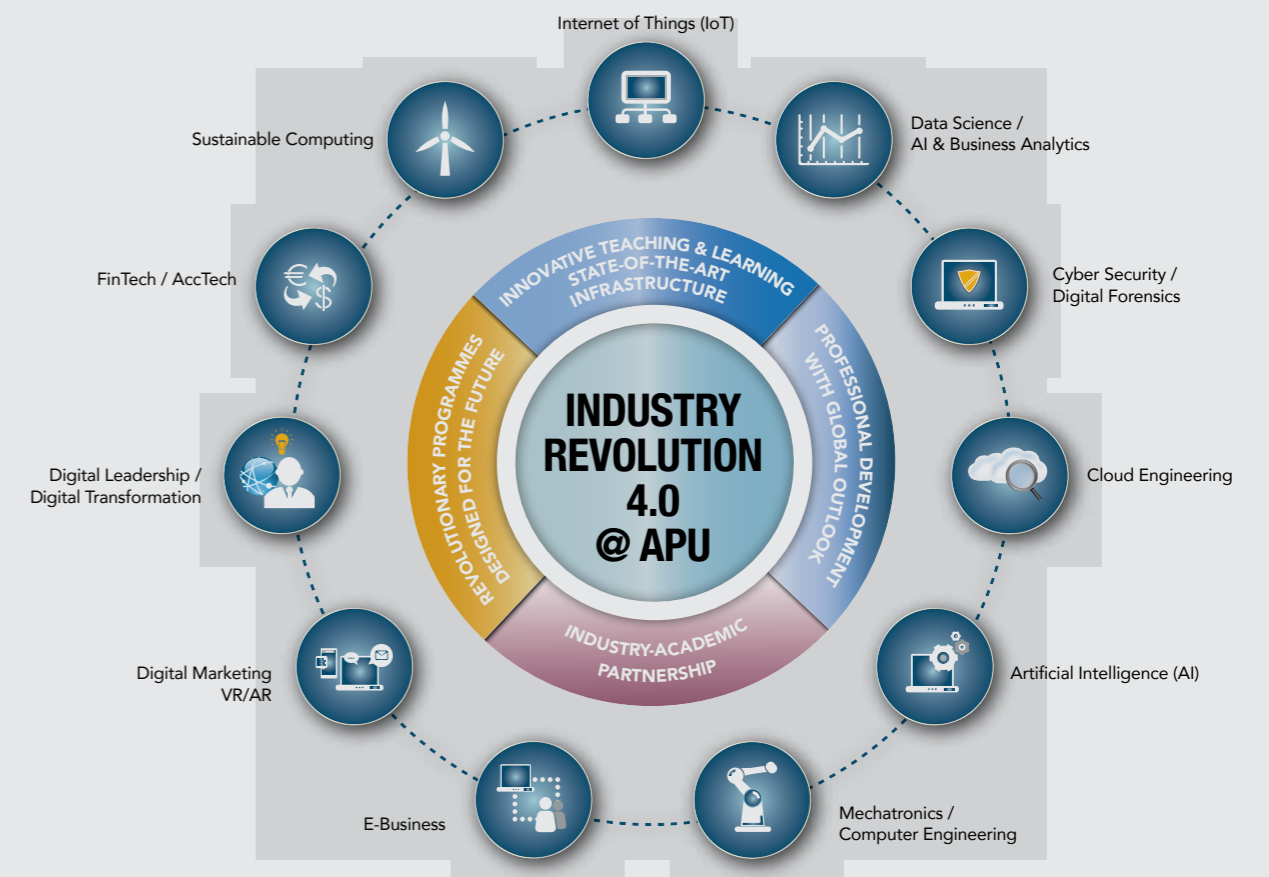 Internet of Things (IoT)
Data Science /
AI & Business Analytics
Cyber Security /
Digital Forensics
Cloud Engineering
Artificial Intelligence (AI)
Mechatronics /
Computer Engineering
E-Business
Digital Marketing
VR/AR
Digital Leadership /
Digital Transformation
FinTech / AccTech
Sustainable Computing
INNOVATIVE TEACHING & LEARNING
STATE-OF-THE-ART
INFRASTRUCTURE
PROFESSIONAL DEVELOPMENT
WITH GLOBAL OUTLOOK
INDUSTRY-ACADEMIC
PARTNERSHIP
REVOLUTIONARY PROGRAMMES
DESIGNED FOR THE FUTURE
INDUSTRY
REVOLUTION
4.0
@ APU